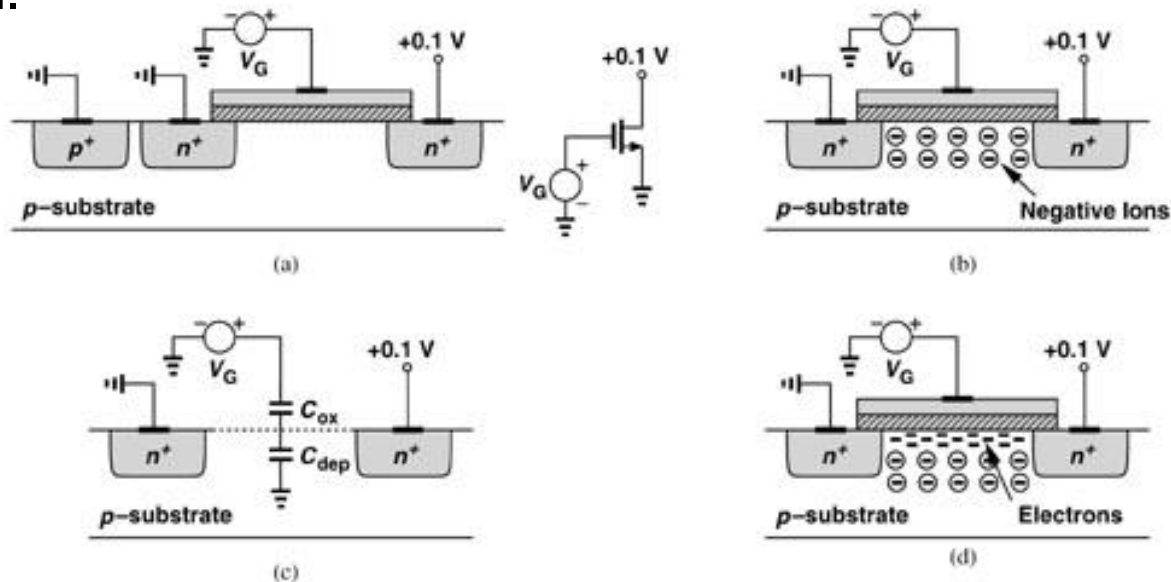 +0.1 V
V_G
− +
p+
n+
n+
p−substrate
(a)
+0.1 V
V_G
+
−
− +
V_G
+0.1 V
n+
n+
p−substrate
Negative Ions
(b)
− +
V_G
+0.1 V
C_ox
n+
n+
C_dep
p−substrate
(c)
− +
V_G
+0.1 V
n+
n+
p−substrate
Electrons
(d)